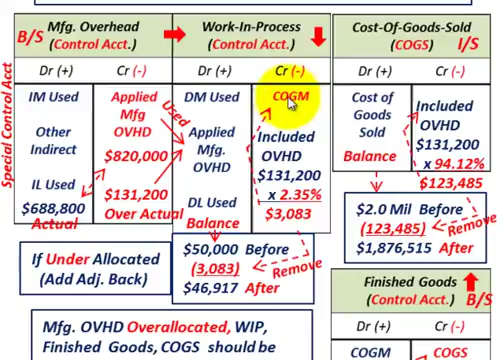 Special Control Acct
B/S
Mfg. Overhead
(Control Acct.)
Dr (+)
Cr (-)
IM Used
Other
Indirect
IL Used
$688,800
Actual
Applied
Mfg
OVHD
$820,000
$131,200
Over Actual
Used
Work-In-Process
(Control Acct.)
Dr (+)
Cr (-)
DM Used
Applied
Mfg.
OVHD
DL Used
Balance
COGM
Included
OVHD
$131,200
x 2.35%
$3,083
$50,000 Before
(3,083)
$46,917 After
Remove
Cost-Of-Goods-Sold
(COGS)
I/S
Dr (+)
Cr (-)
Cost of
Goods
Sold
Balance
Included
OVHD
$131,200
x 94.12%
$123,485
$2.0 Mil Before
(123,485)
$1,876,515 After
Remove
If Under Allocated
(Add Adj. Back)
Mfg. OVHD Overallocated, WIP,
Finished Goods, COGS should be
Finished Goods
(Control Acct.)
B/S
Dr (+)
Cr (-)
COGM
COGS